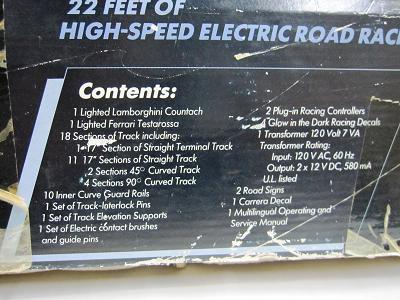 22 FEET OF
HIGH-SPEED ELECTRIC ROAD RACI
Contents:
1 Lighted Lamborghini Countach
1 Lighted Ferrari Testarossa
18 Sections of Track including:
1 17" Section of Straight Terminal Track
11 17" Sections of Straight Track
2 Sections 45° Curved Track
4 Sections 90° Curved Track
10 Inner Curve Guard Rails
1 Set of Track-Interlock Pins
1 Set of Track Elevation Supports
1 Set of Electric contact brushes
and guide pins
2 Plug-in Racing Controllers
Glow in the Dark Racing Decals
1 Transformer 120 Volt 7 VA
Transformer Rating:
Input: 120 V AC, 60 Hz
Output: 2 x 12 V DC, 580 mA
U.L. listed
2 Road Signs
1 Carrera Decal
1 Multilingual Operating and
Service Manual